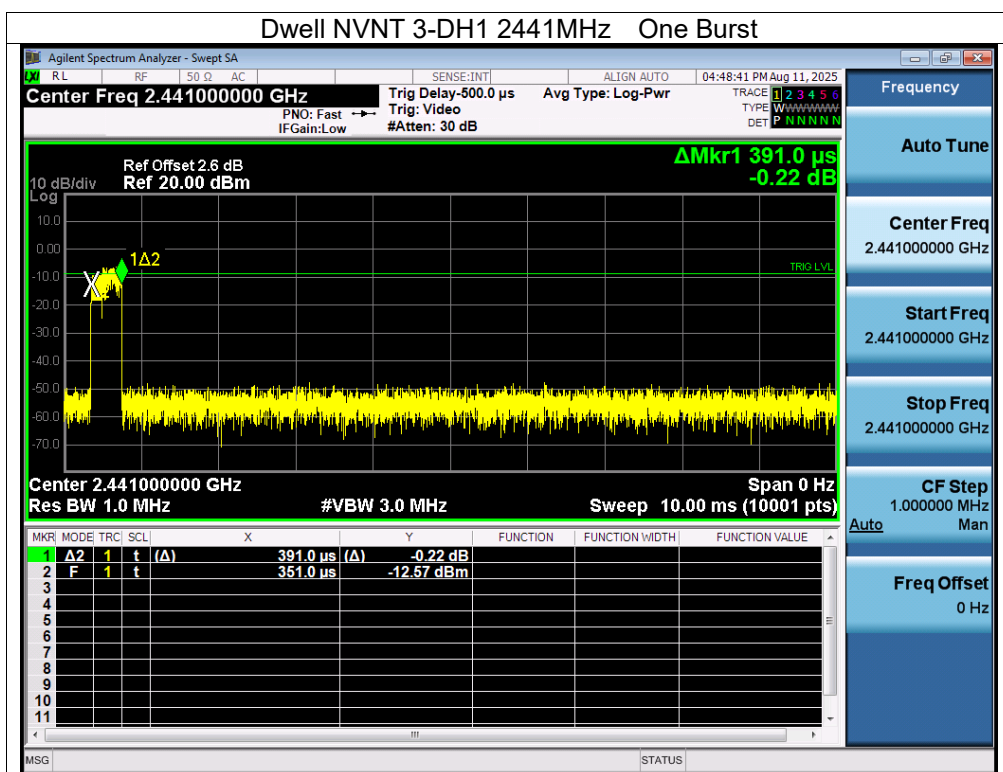 Dwell NVNT 3-DH1 2441MHz One Burst
Agilent Spectrum Analyzer - Swept SA
LXI RL RF 50 Ω AC SENSE:INT ALIGN AUTO 04:48:41 PM Aug 11, 2025
Center Freq 2.441000000 GHz
PNO: Fast
IFGain:Low
Trig Delay-500.0 µs
Trig: Video
#Atten: 30 dB
Avg Type: Log-Pwr
TRACE 1 2 3 4 5 6
TYPE WWWWWW
DET P N N N N N
ΔMkr1 391.0 µs
-0.22 dB
Ref Offset 2.6 dB
10 dB/div Ref 20.00 dBm
Log
10.0
0.00
-10.0
-20.0
-30.0
-40.0
-50.0
-60.0
-70.0
1Δ2
TRIG LVL
Center 2.441000000 GHz Span 0 Hz
Res BW 1.0 MHz #VBW 3.0 MHz Sweep 10.00 ms (10001 pts)
MKR MODE TRC SCL X Y FUNCTION FUNCTION WIDTH FUNCTION VALUE
1 Δ2 1 t (Δ) 391.0 µs (Δ) -0.22 dB
2 F 1 t 351.0 µs -12.57 dBm
3
4
5
6
7
8
9
10
11
MSG STATUS
Frequency
Auto Tune
Center Freq
2.441000000 GHz
Start Freq
2.441000000 GHz
Stop Freq
2.441000000 GHz
CF Step
1.000000 MHz
Auto Man
Freq Offset
0 Hz